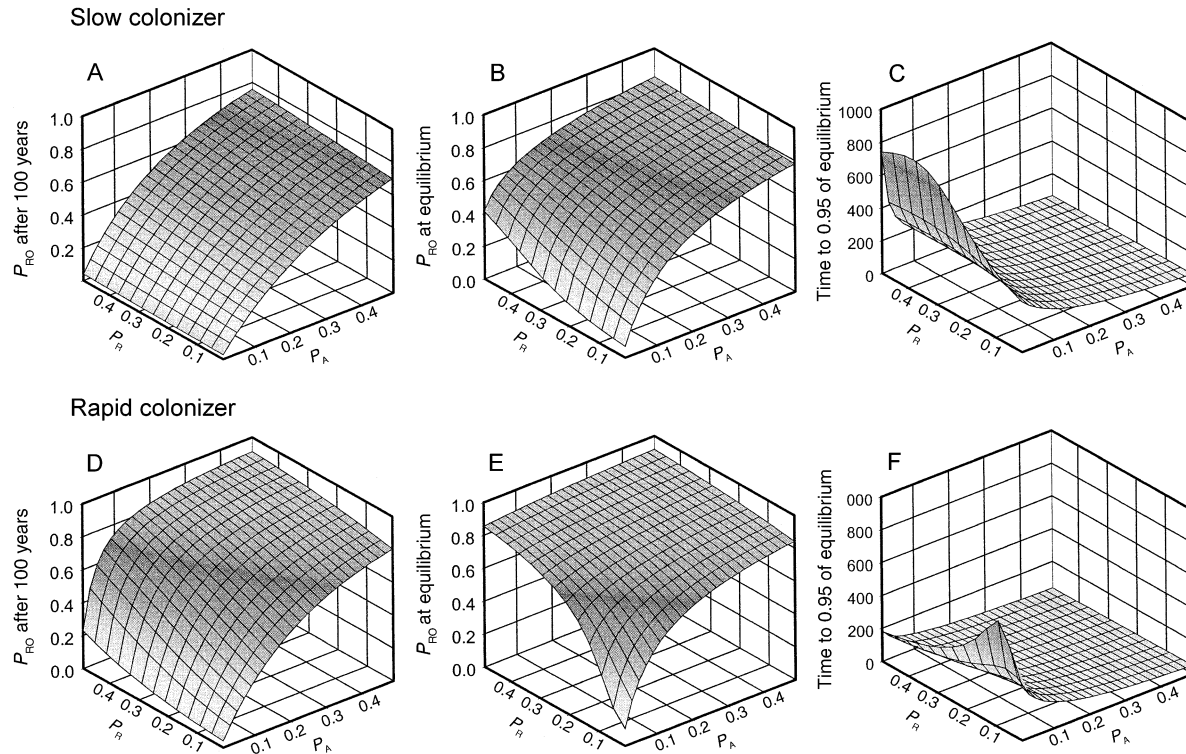 Slow colonizer
A
P_RO after 100 years
1.0
0.8
0.6
0.4
0.2
0.4 0.3 0.2 0.1
P_R
0.1 0.2 0.3 0.4
P_A
B
P_RO at equilibrium
1.0
0.8
0.6
0.4
0.2
0.0
0.4 0.3 0.2 0.1
P_R
0.1 0.2 0.3 0.4
P_A
C
Time to 0.95 of equilibrium
1000
800
600
400
200
0
0.4 0.3 0.2 0.1
P_R
0.1 0.2 0.3 0.4
P_A
Rapid colonizer
D
P_RO after 100 years
1.0
0.8
0.6
0.4
0.2
0.0
0.4 0.3 0.2 0.1
P_R
0.1 0.2 0.3 0.4
P_A
E
P_RO at equilibrium
1.0
0.8
0.6
0.4
0.2
0.0
0.4 0.3 0.2 0.1
P_R
0.1 0.2 0.3 0.4
P_A
F
Time to 0.95 of equilibrium
000
800
600
400
200
0
0.4 0.3 0.2 0.1
P_R
0.1 0.2 0.3 0.4
P_A